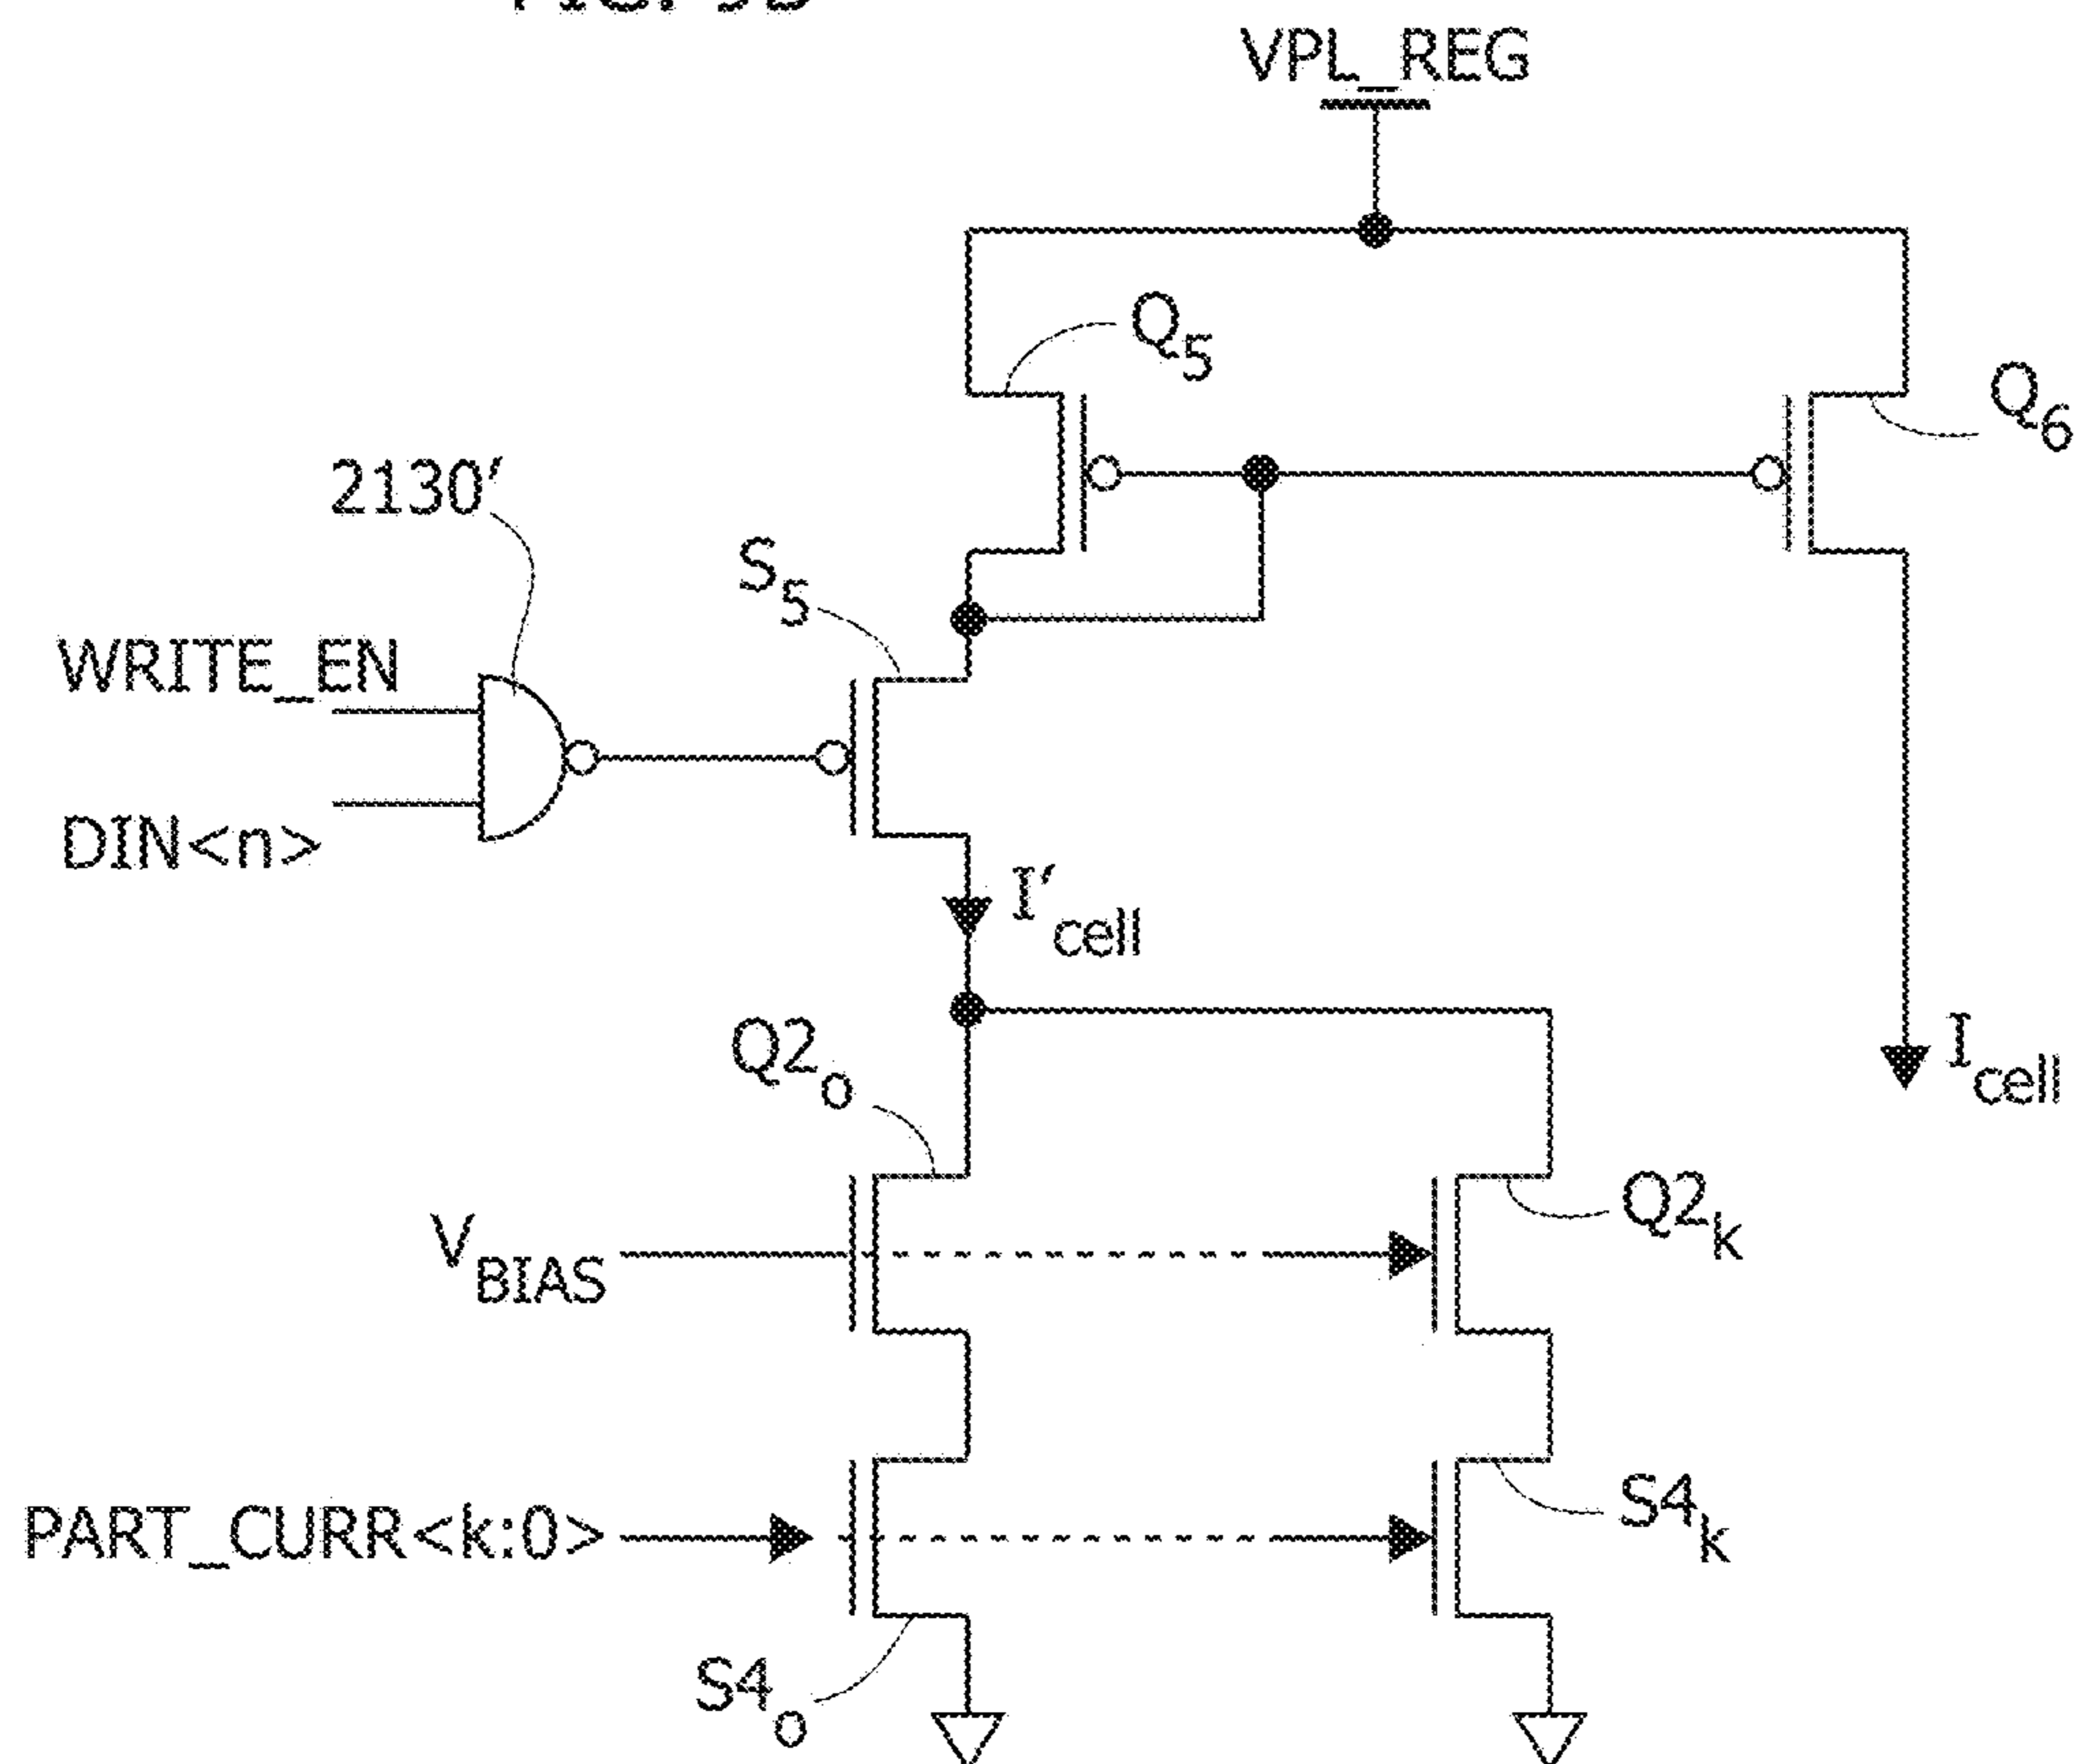 VPL_REG
Q5
Q6
2130'
S5
WRITE_EN
DIN<n>
I'cell
Icell
Q2o
Q2k
VBIAS
PART_CURR<k:0>
S4k
S4o